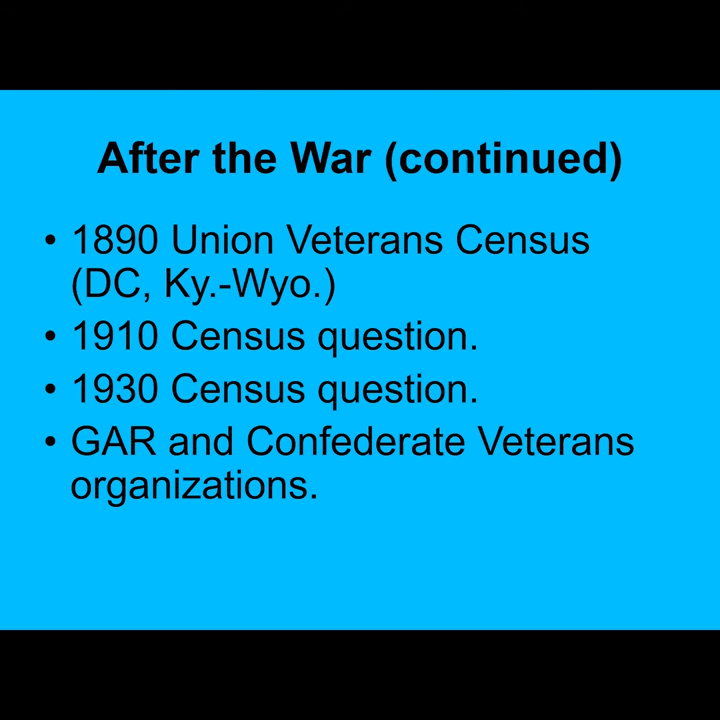 After the War (continued)
• 1890 Union Veterans Census
(DC, Ky.-Wyo.)
• 1910 Census question.
• 1930 Census question.
• GAR and Confederate Veterans
organizations.